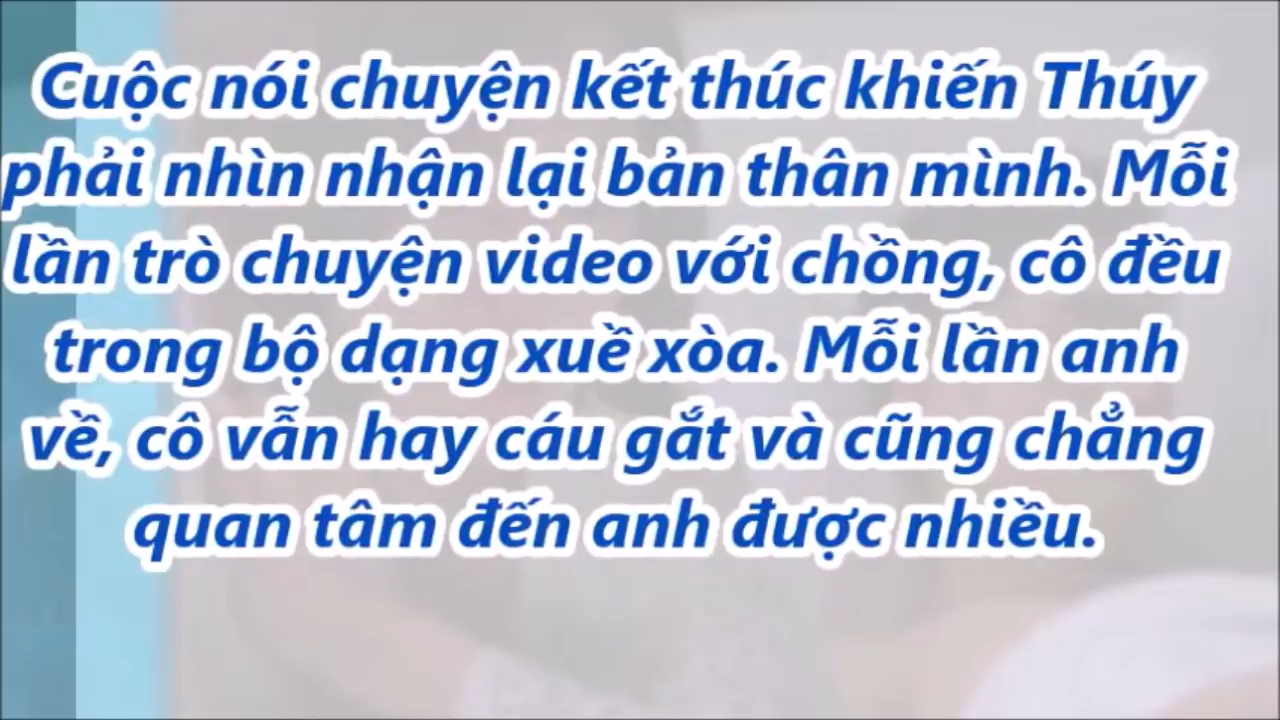 Cuộc nói chuyện kết thúc khiến Thúy
phải nhìn nhận lại bản thân mình. Mỗi
lần trò chuyện video với chồng, cô đều
trong bộ dạng xuề xòa. Mỗi lần anh
về, cô vẫn hay cáu gắt và cũng chẳng
quan tâm đến anh được nhiều.